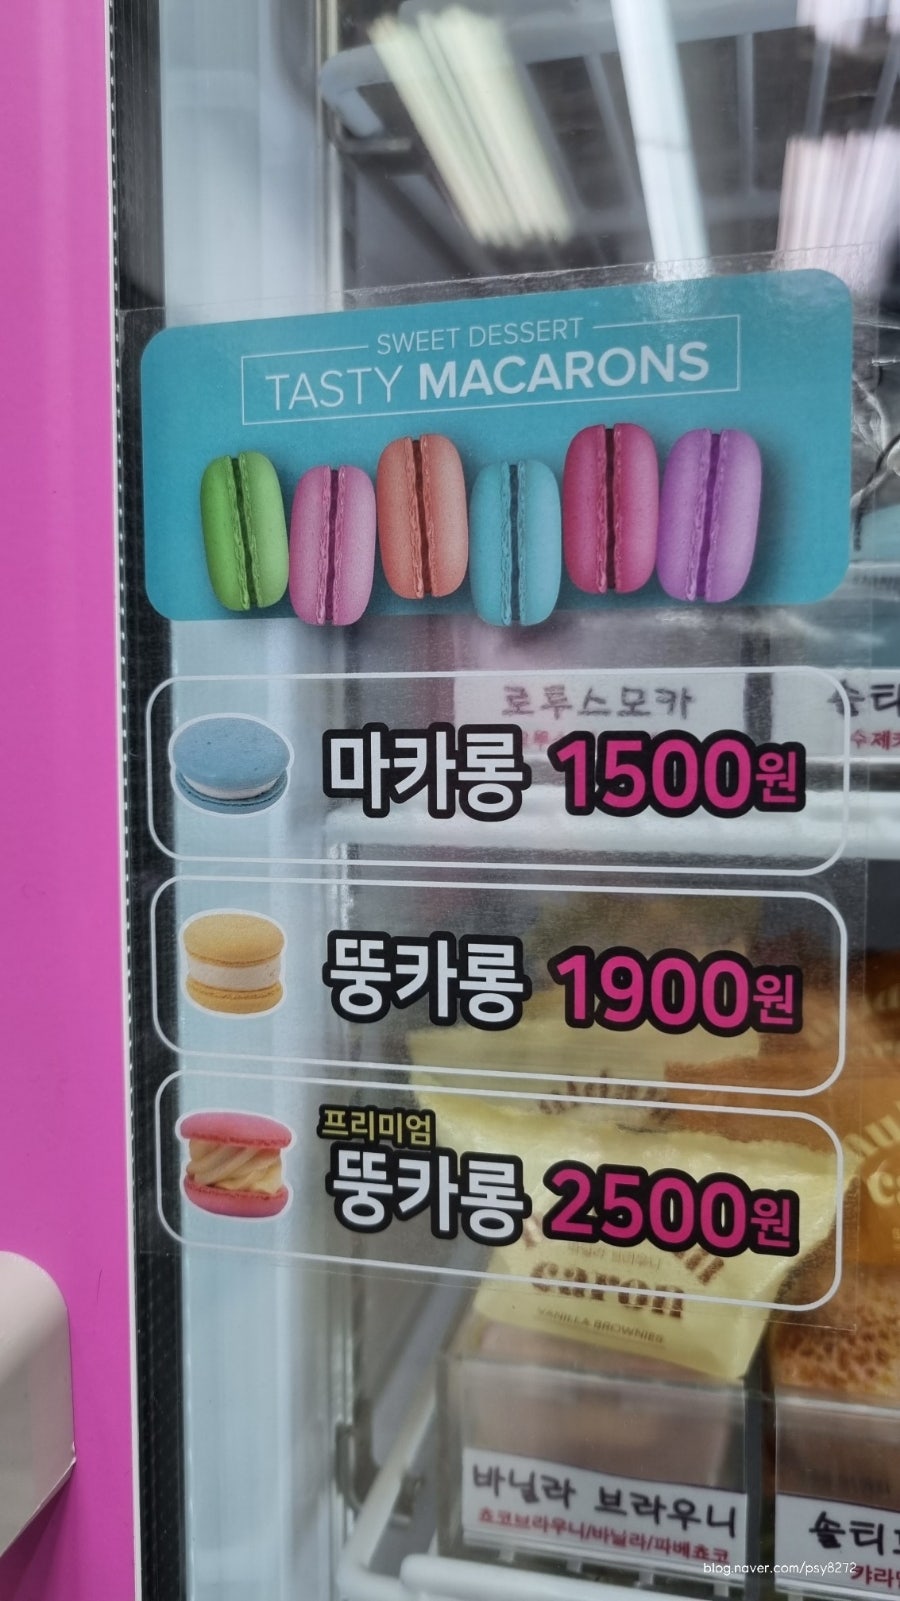 SWEET DESSERT
TASTY MACARONS
로투스모카
마카롱 1500원
뚱카롱 1900원
프리미엄
뚱카롱 2500원
caron
VANILLA BROWNIES
바닐라 브라우니
쵸코브라우니/바닐라/파베쵸코
blog.naver.com/psy8272